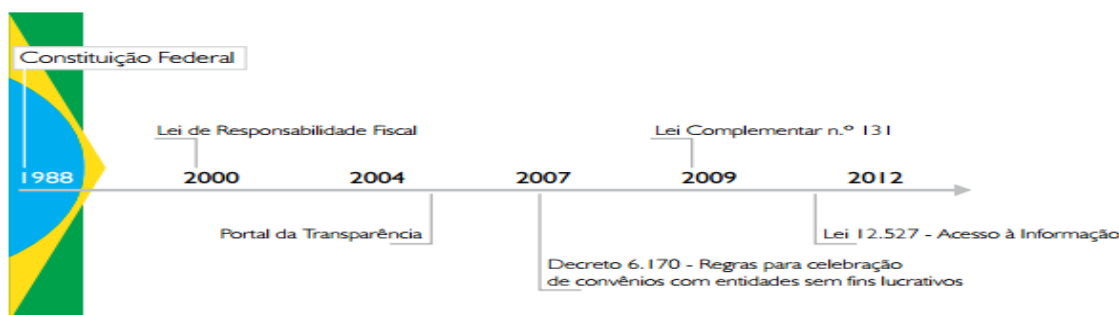 Constituição Federal
Lei de Responsabilidade Fiscal
Lei Complementar n.º 131
1988
2000
2004
2007
2009
2012
Portal da Transparência
Lei 12.527 - Acesso à Informação
Decreto 6.170 - Regras para celebração
de convênios com entidades sem fins lucrativos